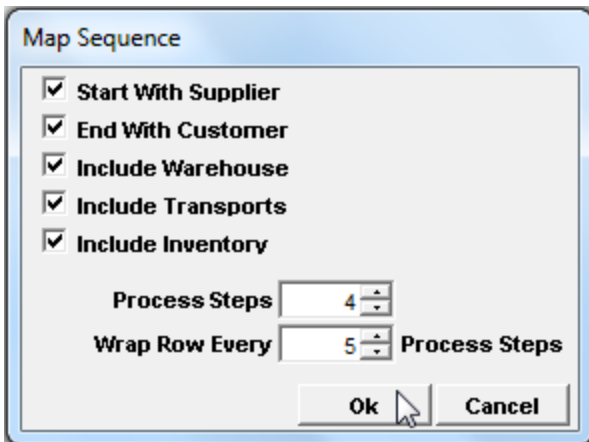 Map Sequence
Start With Supplier
End With Customer
Include Warehouse
Include Transports
Include Inventory
Process Steps 4
Wrap Row Every 5 Process Steps
Ok Cancel